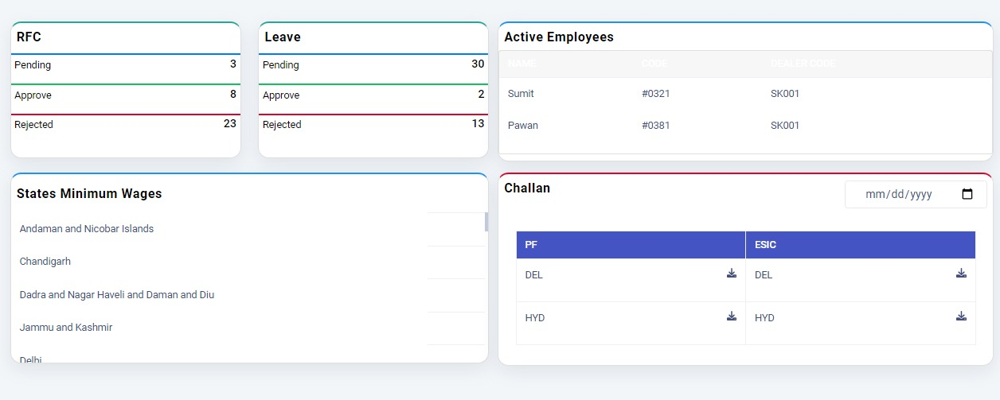 RFC
Pending 3
Approve 8
Rejected 23
Leave
Pending 30
Approve 2
Rejected 13
Active Employees
NAME CODE DEALER CODE
Sumit #0321 SK001
Pawan #0381 SK001
States Minimum Wages
Andaman and Nicobar Islands
Chandigarh
Dadra and Nagar Haveli and Daman and Diu
Jammu and Kashmir
Delhi
Challan
mm/dd/yyyy
PF ESIC
DEL DEL
HYD HYD